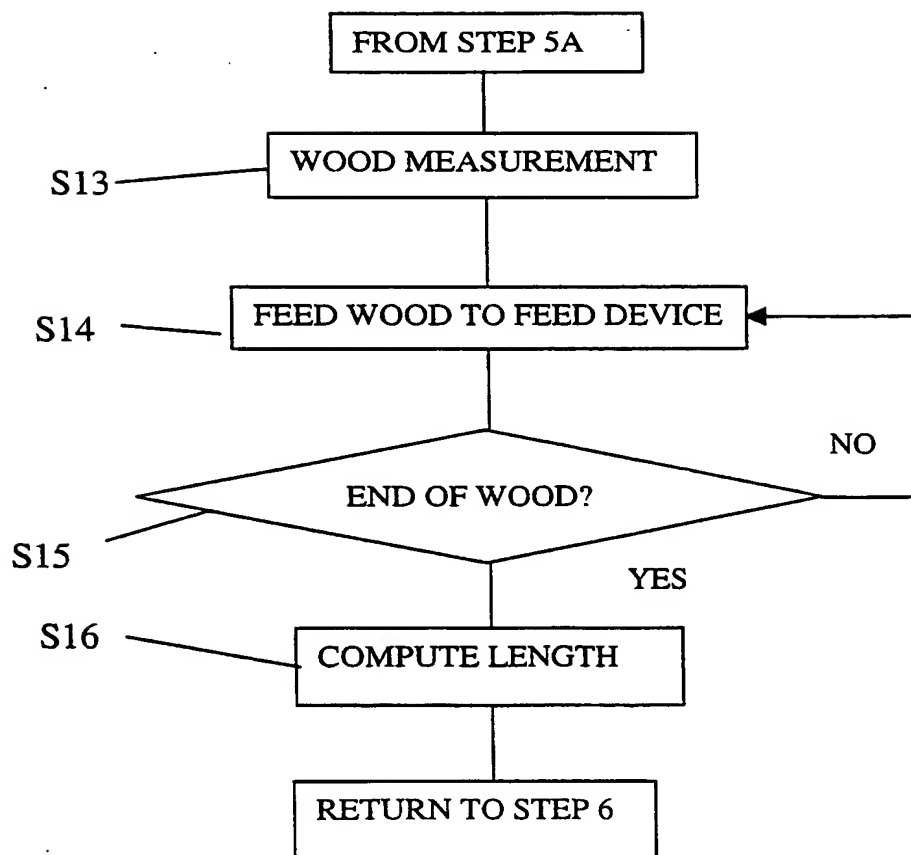 FROM STEP 5A
WOOD MEASUREMENT
S13
FEED WOOD TO FEED DEVICE
S14
NO
END OF WOOD?
S15
YES
S16
COMPUTE LENGTH
RETURN TO STEP 6